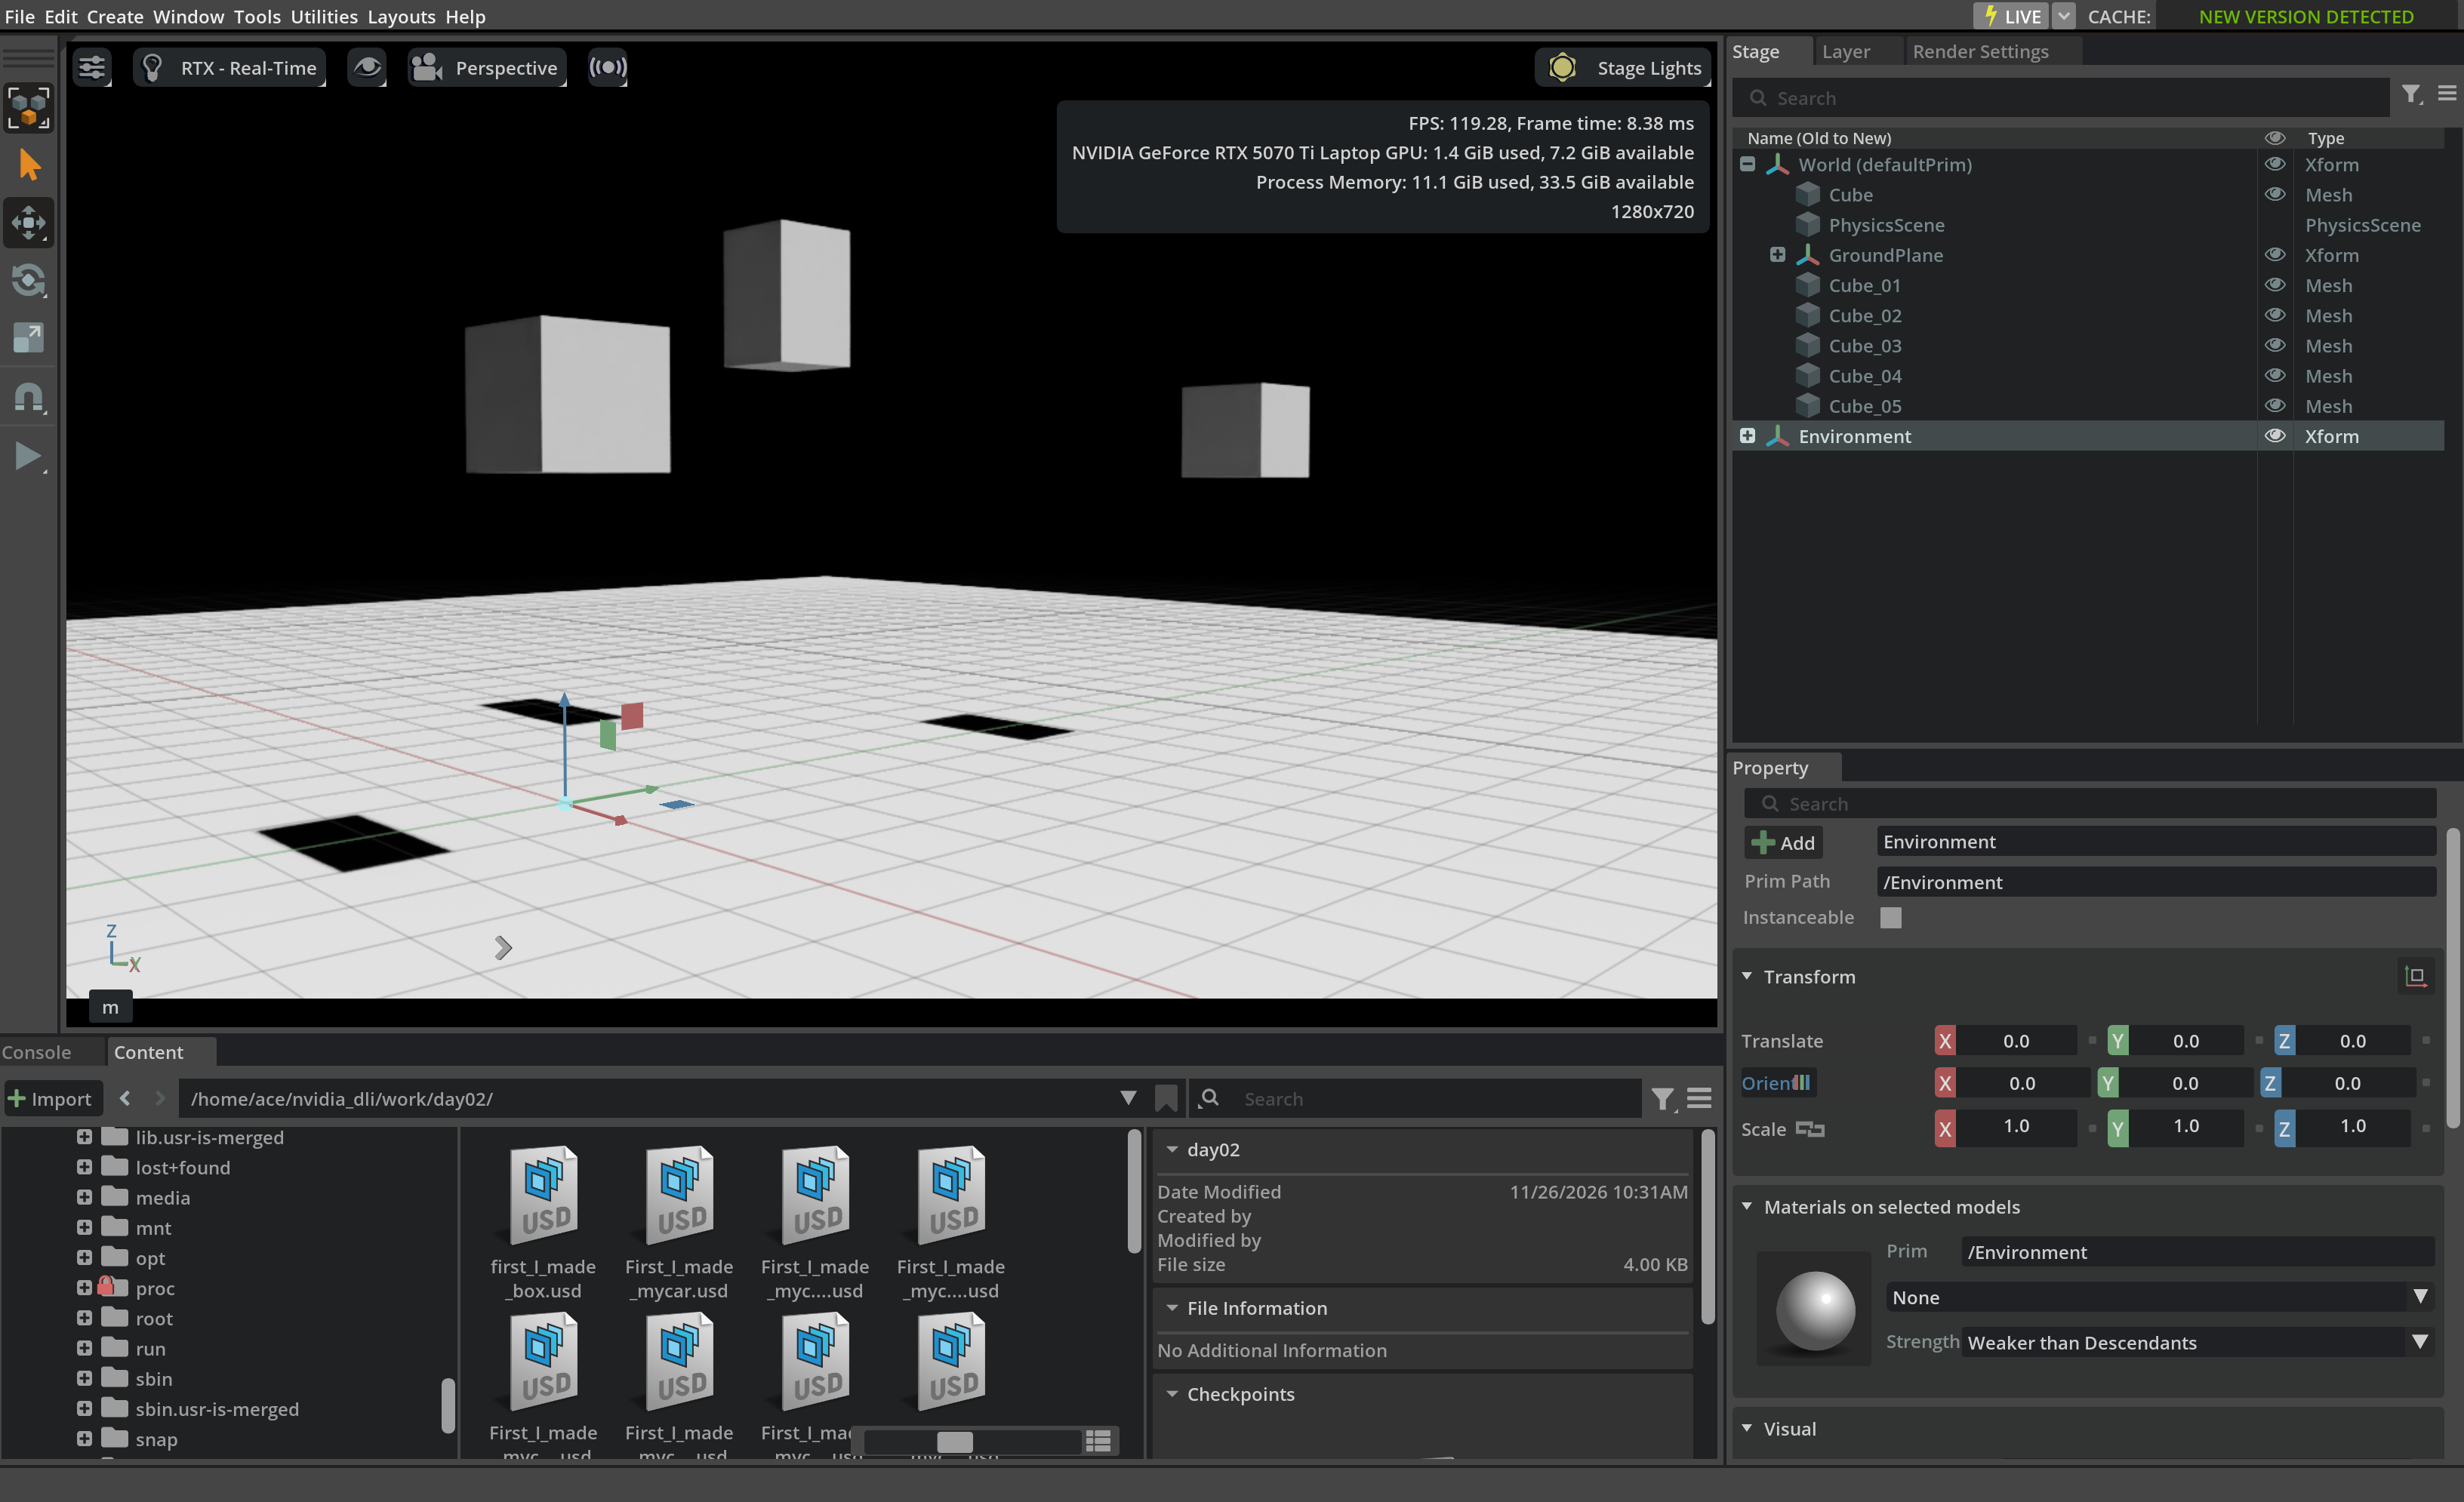 File Edit Create Window Tools Utilities Layouts Help
LIVE CACHE: NEW VERSION DETECTED
RTX - Real-Time
Perspective
Stage Lights
FPS: 119.28, Frame time: 8.38 ms
NVIDIA GeForce RTX 5070 Ti Laptop GPU: 1.4 GiB used, 7.2 GiB available
Process Memory: 11.1 GiB used, 33.5 GiB available
1280x720
Z
X
m
Stage Layer Render Settings
Search
Name (Old to New) Type
World (defaultPrim) Xform
Cube Mesh
PhysicsScene PhysicsScene
GroundPlane Xform
Cube_01 Mesh
Cube_02 Mesh
Cube_03 Mesh
Cube_04 Mesh
Cube_05 Mesh
Environment Xform
Property
Search
Add Environment
Prim Path /Environment
Instanceable
Transform
Translate X 0.0 Y 0.0 Z 0.0
Orient X 0.0 Y 0.0 Z 0.0
Scale X 1.0 Y 1.0 Z 1.0
Materials on selected models
Prim /Environment
None
Strength Weaker than Descendants
Visual
Console Content
Import /home/ace/nvidia_dli/work/day02/ Search
lib.usr-is-merged
lost+found
media
mnt
opt
proc
root
run
sbin
sbin.usr-is-merged
snap
USD USD USD USD
first_I_made First_I_made First_I_made First_I_made
_box.usd _mycar.usd _myc....usd _myc....usd
USD USD USD USD
First_I_made First_I_made First_I_ma
day02
Date Modified 11/26/2026 10:31AM
Created by
Modified by
File size 4.00 KB
File Information
No Additional Information
Checkpoints